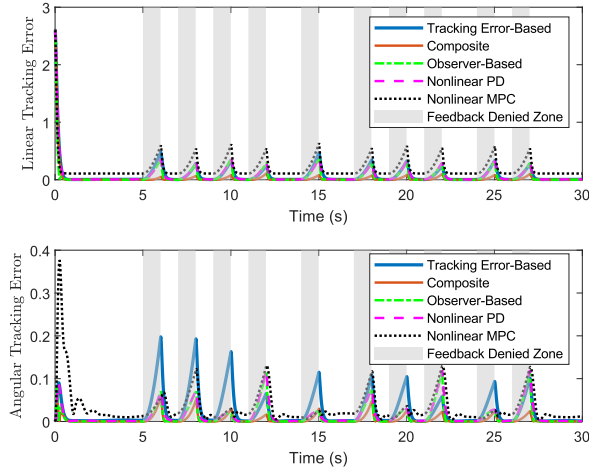 Linear Tracking Error
3
2
1
0
0
5
10
15
20
25
30
Time (s)
Tracking Error-Based
Composite
Observer-Based
Nonlinear PD
Nonlinear MPC
Feedback Denied Zone
Angular Tracking Error
0.4
0.3
0.2
0.1
0
0
5
10
15
20
25
30
Time (s)
Tracking Error-Based
Composite
Observer-Based
Nonlinear PD
Nonlinear MPC
Feedback Denied Zone